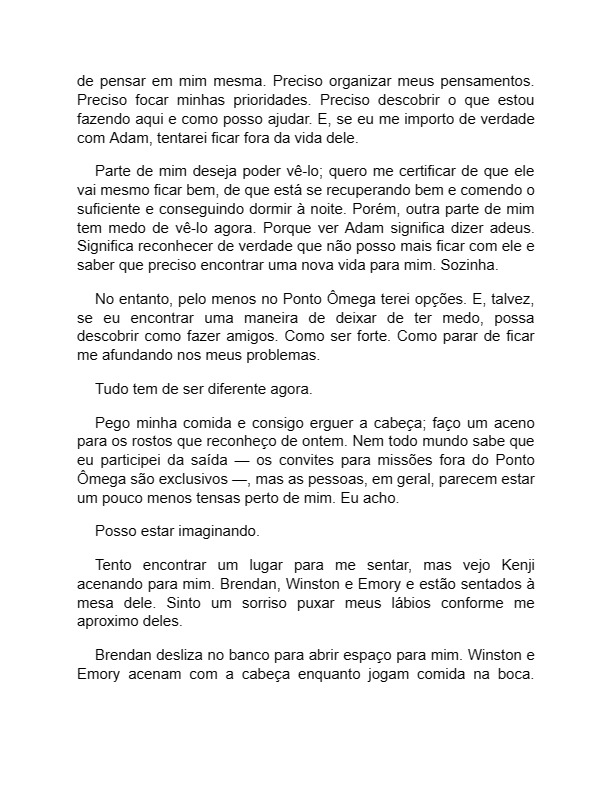 de pensar em mim mesma. Preciso organizar meus pensamentos.
Preciso focar minhas prioridades. Preciso descobrir o que estou
fazendo aqui e como posso ajudar. E, se eu me importo de verdade
com Adam, tentarei ficar fora da vida dele.
Parte de mim deseja poder vê-lo; quero me certificar de que ele
vai mesmo ficar bem, de que está se recuperando bem e comendo o
suficiente e conseguindo dormir à noite. Porém, outra parte de mim
tem medo de vê-lo agora. Porque ver Adam significa dizer adeus.
Significa reconhecer de verdade que não posso mais ficar com ele e
saber que preciso encontrar uma nova vida para mim. Sozinha.
No entanto, pelo menos no Ponto Ômega terei opções. E, talvez,
se eu encontrar uma maneira de deixar de ter medo, possa
descobrir como fazer amigos. Como ser forte. Como parar de ficar
me afundando nos meus problemas.
Tudo tem de ser diferente agora.
Pego minha comida e consigo erguer a cabeça; faço um aceno
para os rostos que reconheço de ontem. Nem todo mundo sabe que
eu participei da saída — os convites para missões fora do Ponto
Ômega são exclusivos —, mas as pessoas, em geral, parecem estar
um pouco menos tensas perto de mim. Eu acho.
Posso estar imaginando.
Tento encontrar um lugar para me sentar, mas vejo Kenji
acenando para mim. Brendan, Winston e Emory e estão sentados à
mesa dele. Sinto um sorriso puxar meus lábios conforme me
aproximo deles.
Brendan desliza no banco para abrir espaço para mim. Winston e
Emory acenam com a cabeça enquanto jogam comida na boca.